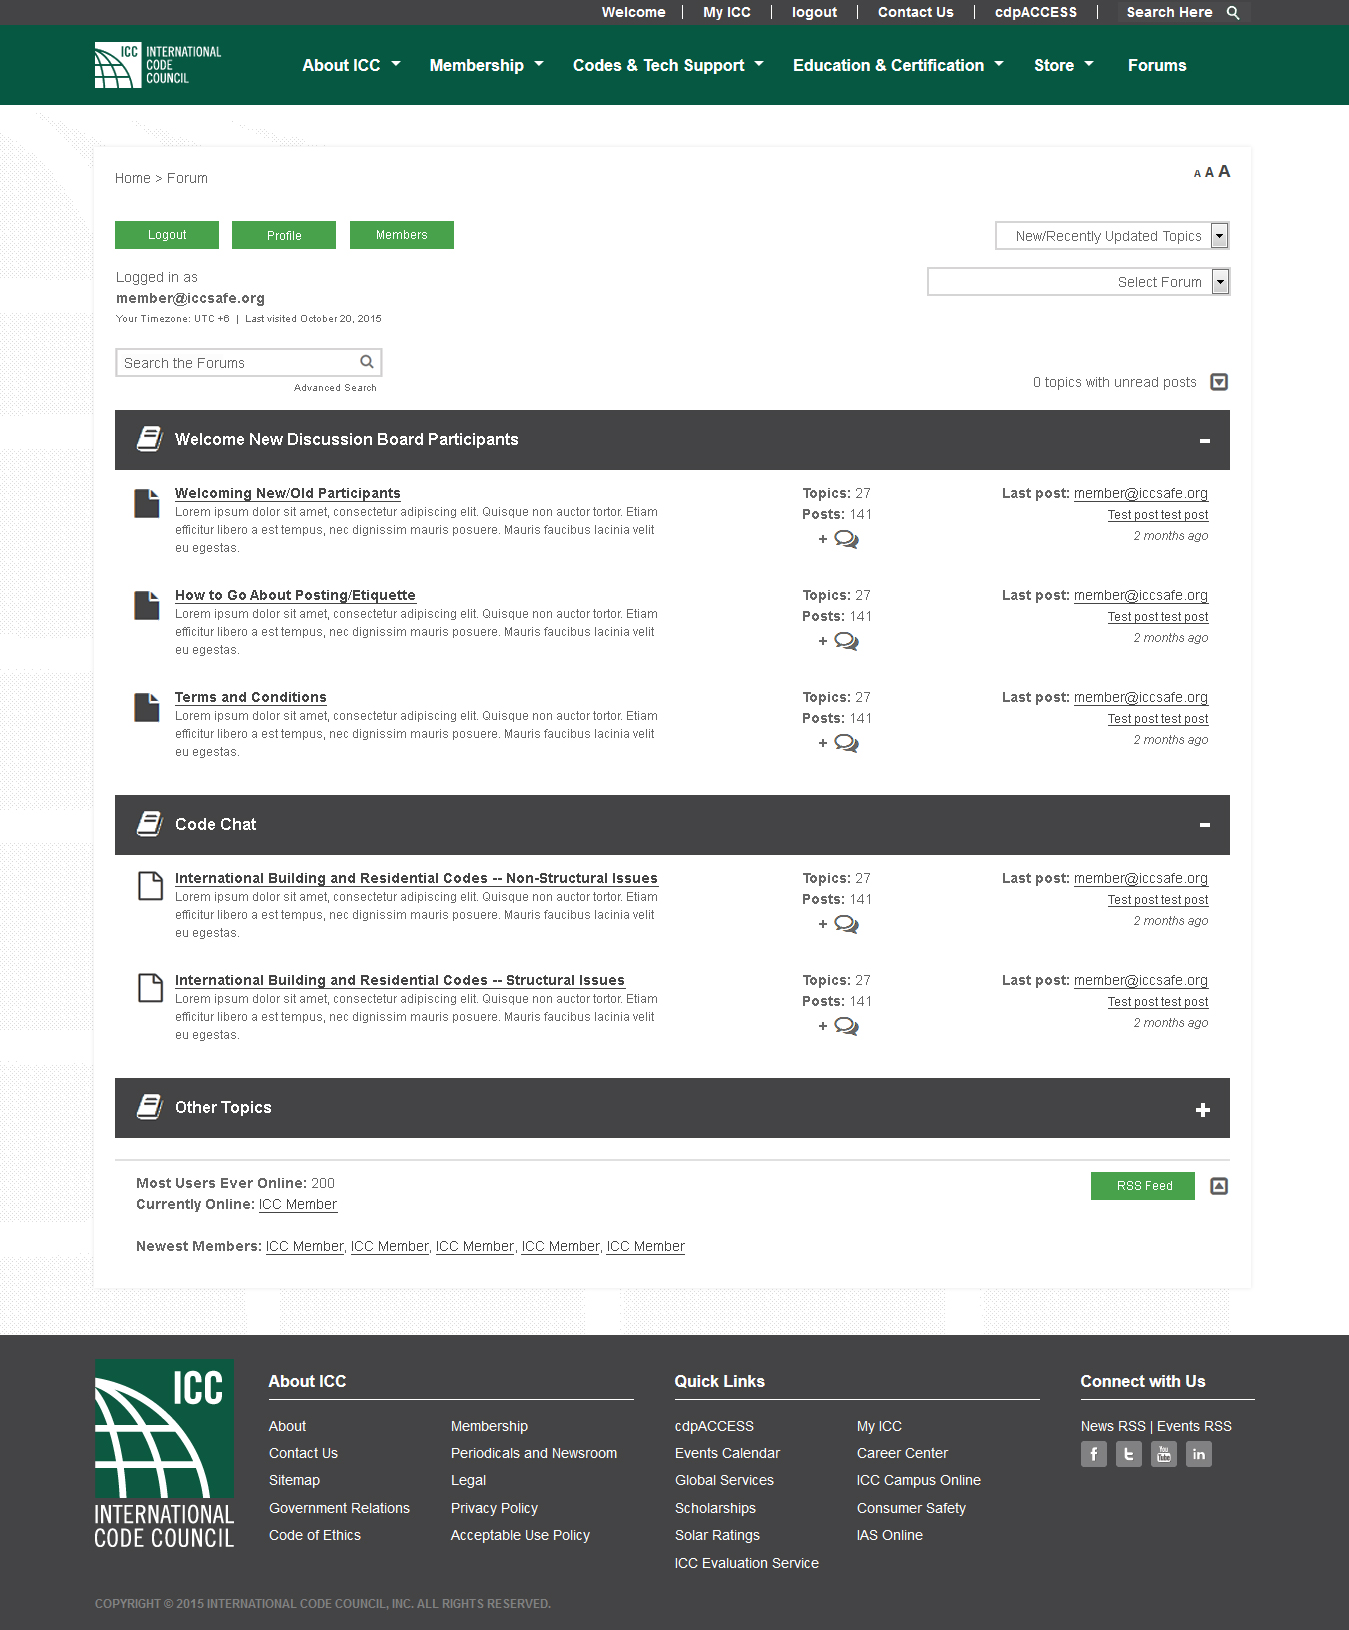 Welcome | My ICC | logout | Contact Us | cdpACCESS | Search Here
ICC INTERNATIONAL
CODE
COUNCIL
About ICC Membership Codes & Tech Support Education & Certification Store Forums
Home > Forum
A A A
Logout Profile Members
New/Recently Updated Topics
Logged in as
member@iccsafe.org
Select Forum
Your Timezone: UTC +6 | Last visited October 20, 2015
Search the Forums
Advanced Search
0 topics with unread posts
Welcome New Discussion Board Participants -
Welcoming New/Old Participants
Lorem ipsum dolor sit amet, consectetur adipiscing elit. Quisque non auctor tortor. Etiam
efficitur libero a est tempus, nec dignissim mauris posuere. Mauris faucibus lacinia velit
eu egestas.
Topics: 27
Posts: 141
+
Last post: member@iccsafe.org
Test post test post
2 months ago
How to Go About Posting/Etiquette
Lorem ipsum dolor sit amet, consectetur adipiscing elit. Quisque non auctor tortor. Etiam
efficitur libero a est tempus, nec dignissim mauris posuere. Mauris faucibus lacinia velit
eu egestas.
Topics: 27
Posts: 141
+
Last post: member@iccsafe.org
Test post test post
2 months ago
Terms and Conditions
Lorem ipsum dolor sit amet, consectetur adipiscing elit. Quisque non auctor tortor. Etiam
efficitur libero a est tempus, nec dignissim mauris posuere. Mauris faucibus lacinia velit
eu egestas.
Topics: 27
Posts: 141
+
Last post: member@iccsafe.org
Test post test post
2 months ago
Code Chat -
International Building and Residential Codes -- Non-Structural Issues
Lorem ipsum dolor sit amet, consectetur adipiscing elit. Quisque non auctor tortor. Etiam
efficitur libero a est tempus, nec dignissim mauris posuere. Mauris faucibus lacinia velit
eu egestas.
Topics: 27
Posts: 141
+
Last post: member@iccsafe.org
Test post test post
2 months ago
International Building and Residential Codes -- Structural Issues
Lorem ipsum dolor sit amet, consectetur adipiscing elit. Quisque non auctor tortor. Etiam
efficitur libero a est tempus, nec dignissim mauris posuere. Mauris faucibus lacinia velit
eu egestas.
Topics: 27
Posts: 141
+
Last post: member@iccsafe.org
Test post test post
2 months ago
Other Topics +
Most Users Ever Online: 200
Currently Online: ICC Member
RSS Feed
Newest Members: ICC Member, ICC Member, ICC Member, ICC Member, ICC Member
ICC
INTERNATIONAL
CODE COUNCIL
About ICC
About
Contact Us
Sitemap
Government Relations
Code of Ethics
Membership
Periodicals and Newsroom
Legal
Privacy Policy
Acceptable Use Policy
Quick Links
cdpACCESS
Events Calendar
Global Services
Scholarships
Solar Ratings
ICC Evaluation Service
My ICC
Career Center
ICC Campus Online
Consumer Safety
IAS Online
Connect with Us
News RSS | Events RSS
f t You Tube in
COPYRIGHT © 2015 INTERNATIONAL CODE COUNCIL, INC. ALL RIGHTS RESERVED.